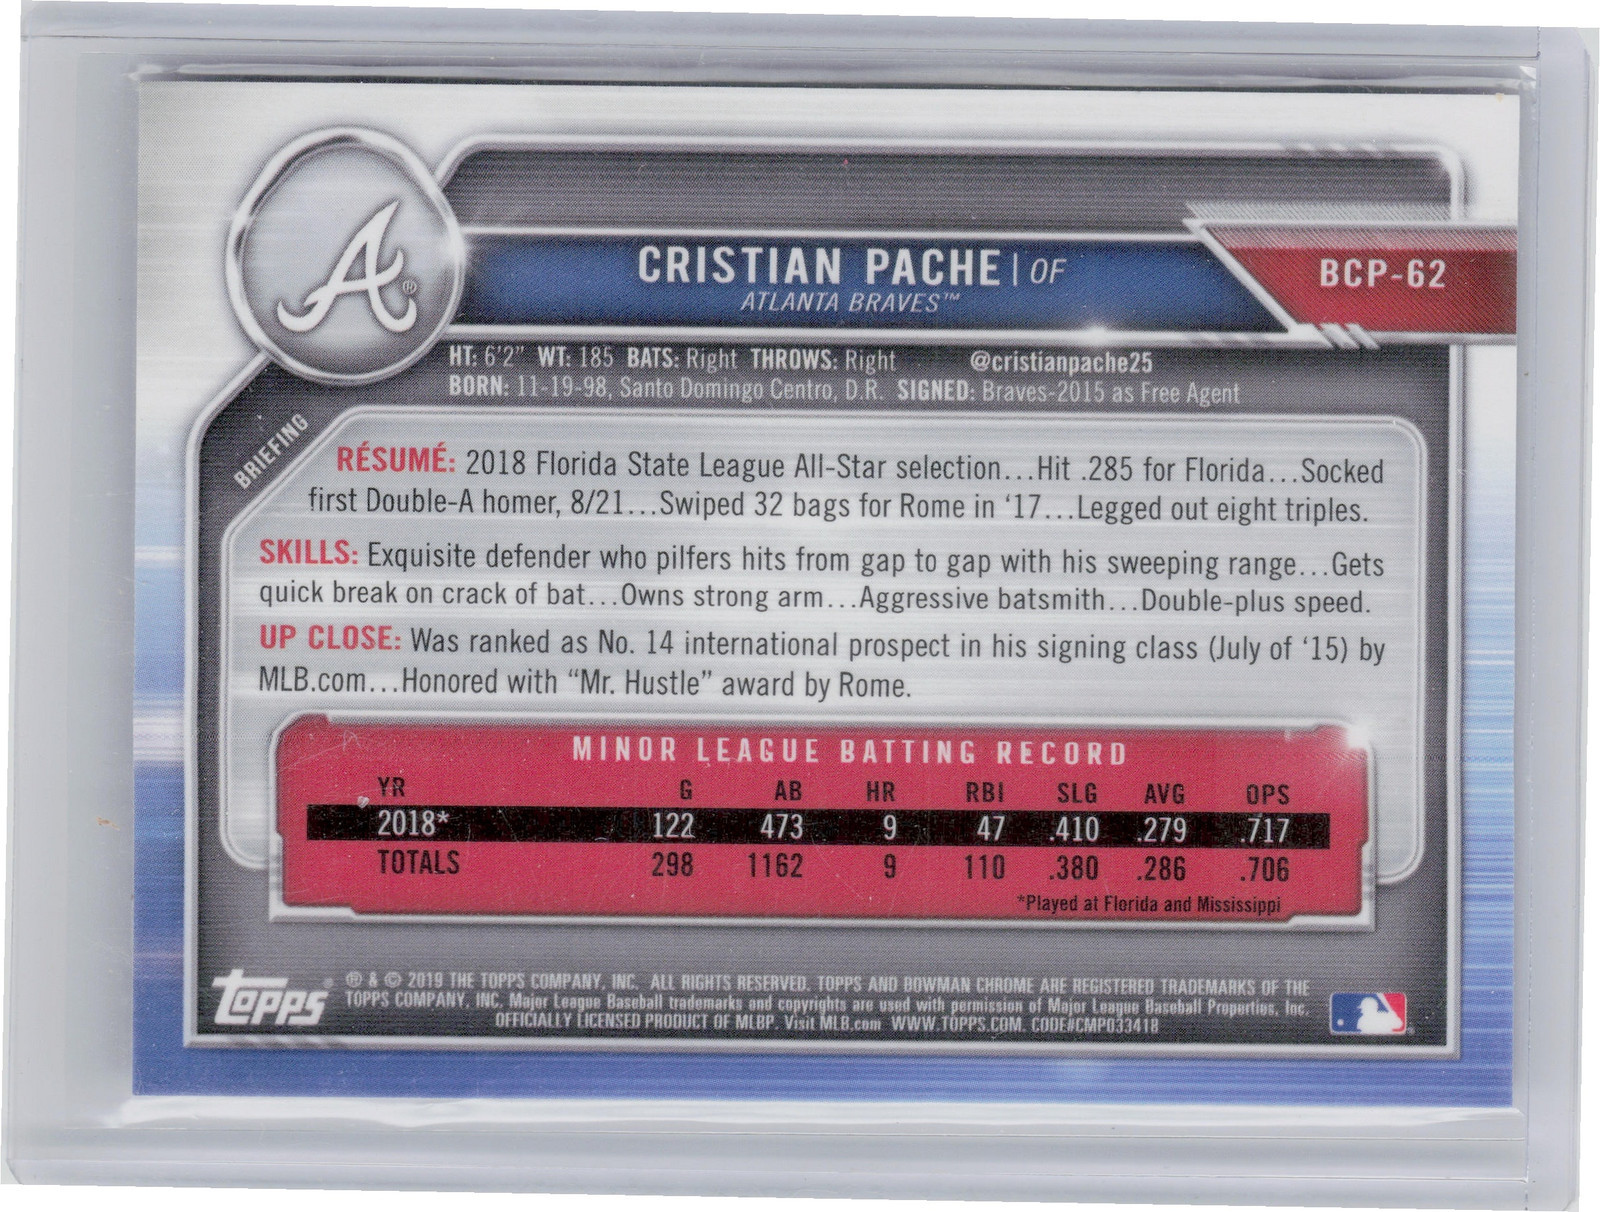 A®
CRISTIAN PACHE | OF
ATLANTA BRAVES™
BCP-62
HT: 6'2" WT: 185 BATS: Right THROWS: Right @cristianpache25
BORN: 11-19-98, Santo Domingo Centro, D.R. SIGNED: Braves-2015 as Free Agent
BRIEFING
RÉSUMÉ: 2018 Florida State League All-Star selection...Hit .285 for Florida...Socked
first Double-A homer, 8/21...Swiped 32 bags for Rome in '17...Legged out eight triples.
SKILLS: Exquisite defender who pilfers hits from gap to gap with his sweeping range...Gets
quick break on crack of bat...Owns strong arm...Aggressive batsmith...Double-plus speed.
UP CLOSE: Was ranked as No. 14 international prospect in his signing class (July of '15) by
MLB.com...Honored with "Mr. Hustle" award by Rome.
MINOR LEAGUE BATTING RECORD
YR G AB HR RBI SLG AVG OPS
2018* 122 473 9 47 .410 .279 .717
TOTALS 298 1162 9 110 .380 .286 .706
*Played at Florida and Mississippi
Topps®
® & © 2019 THE TOPPS COMPANY, INC. ALL RIGHTS RESERVED. TOPPS AND BOWMAN CHROME ARE REGISTERED TRADEMARKS OF THE
TOPPS COMPANY, INC. Major League Baseball trademarks and copyrights are used with permission of Major League Baseball Properties, Inc.
OFFICIALLY LICENSED PRODUCT OF MLBP. Visit MLB.com WWW.TOPPS.COM. CODE#CMP033418